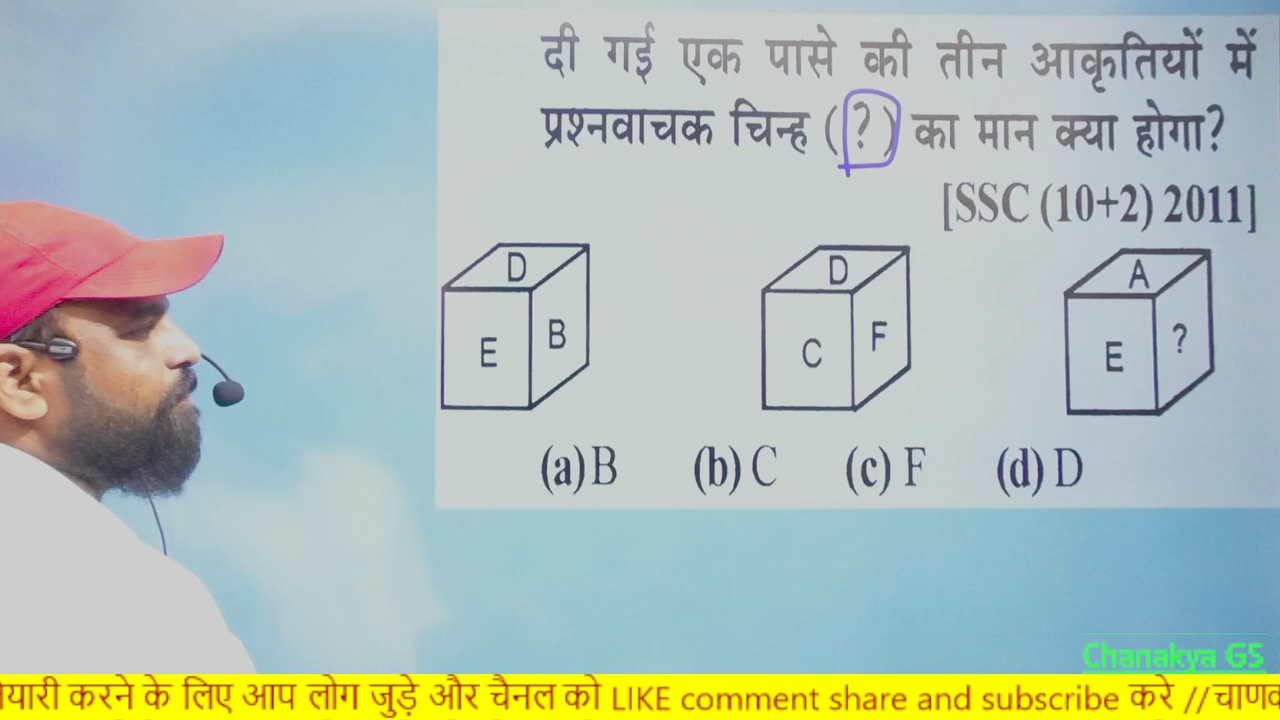 दी गई एक पासे की तीन आकृतियों में
प्रश्नवाचक चिन्ह (?) का मान क्या होगा?
[SSC (10+2) 2011]
D
E
B
D
C
F
A
E
?
(a) B (b) C (c) F (d) D
Chanakya GS
करने के लिए आप लोग जुड़े और चैनल को LIKE comment share and subscribe करे //